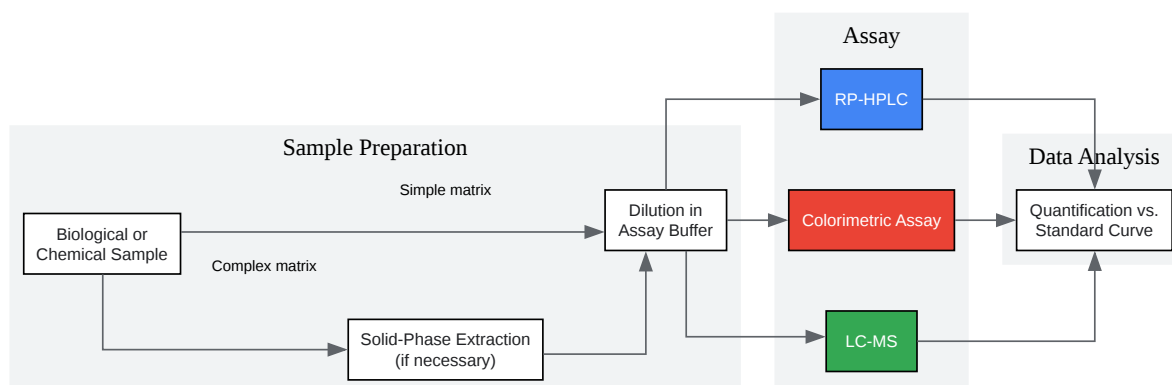 Assay
RP-HPLC
Sample Preparation
Data Analysis
Simple matrix
Biological or
Chemical Sample
Dilution in
Assay Buffer
Colorimetric Assay
Quantification vs.
Standard Curve
Complex matrix
Solid-Phase Extraction
(if necessary)
LC-MS